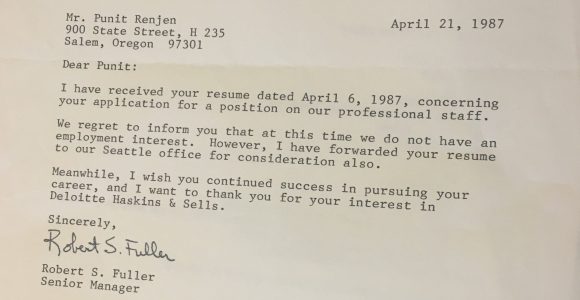 Mr. Punit Renjen
900 State Street, H 235
Salem, Oregon 97301
April 21, 1987
Dear Punit:
I have received your resume dated April 6, 1987, concerning
your application for a position on our professional staff.
We regret to inform you that at this time we do not have an
employment interest. However, I have forwarded your resume
to our Seattle office for consideration also.
Meanwhile, I wish you continued success in pursuing your
career, and I want to thank you for your interest in
Deloitte Haskins & Sells.
Sincerely,
Robert S. Fuller
Robert S. Fuller
Senior Manager